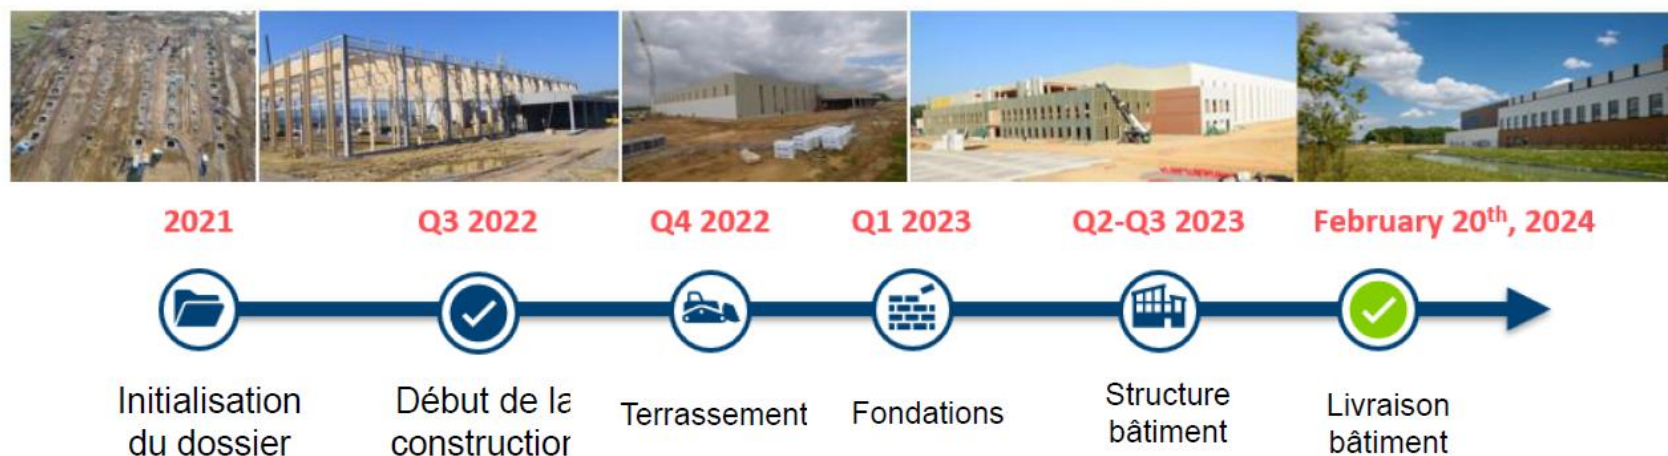 2021
Q3 2022
Q4 2022
Q1 2023
Q2-Q3 2023
February 20th, 2024
Initialisation
du dossier
Début de la
construction
Terrassement
Fondations
Structure
bâtiment
Livraison
bâtiment